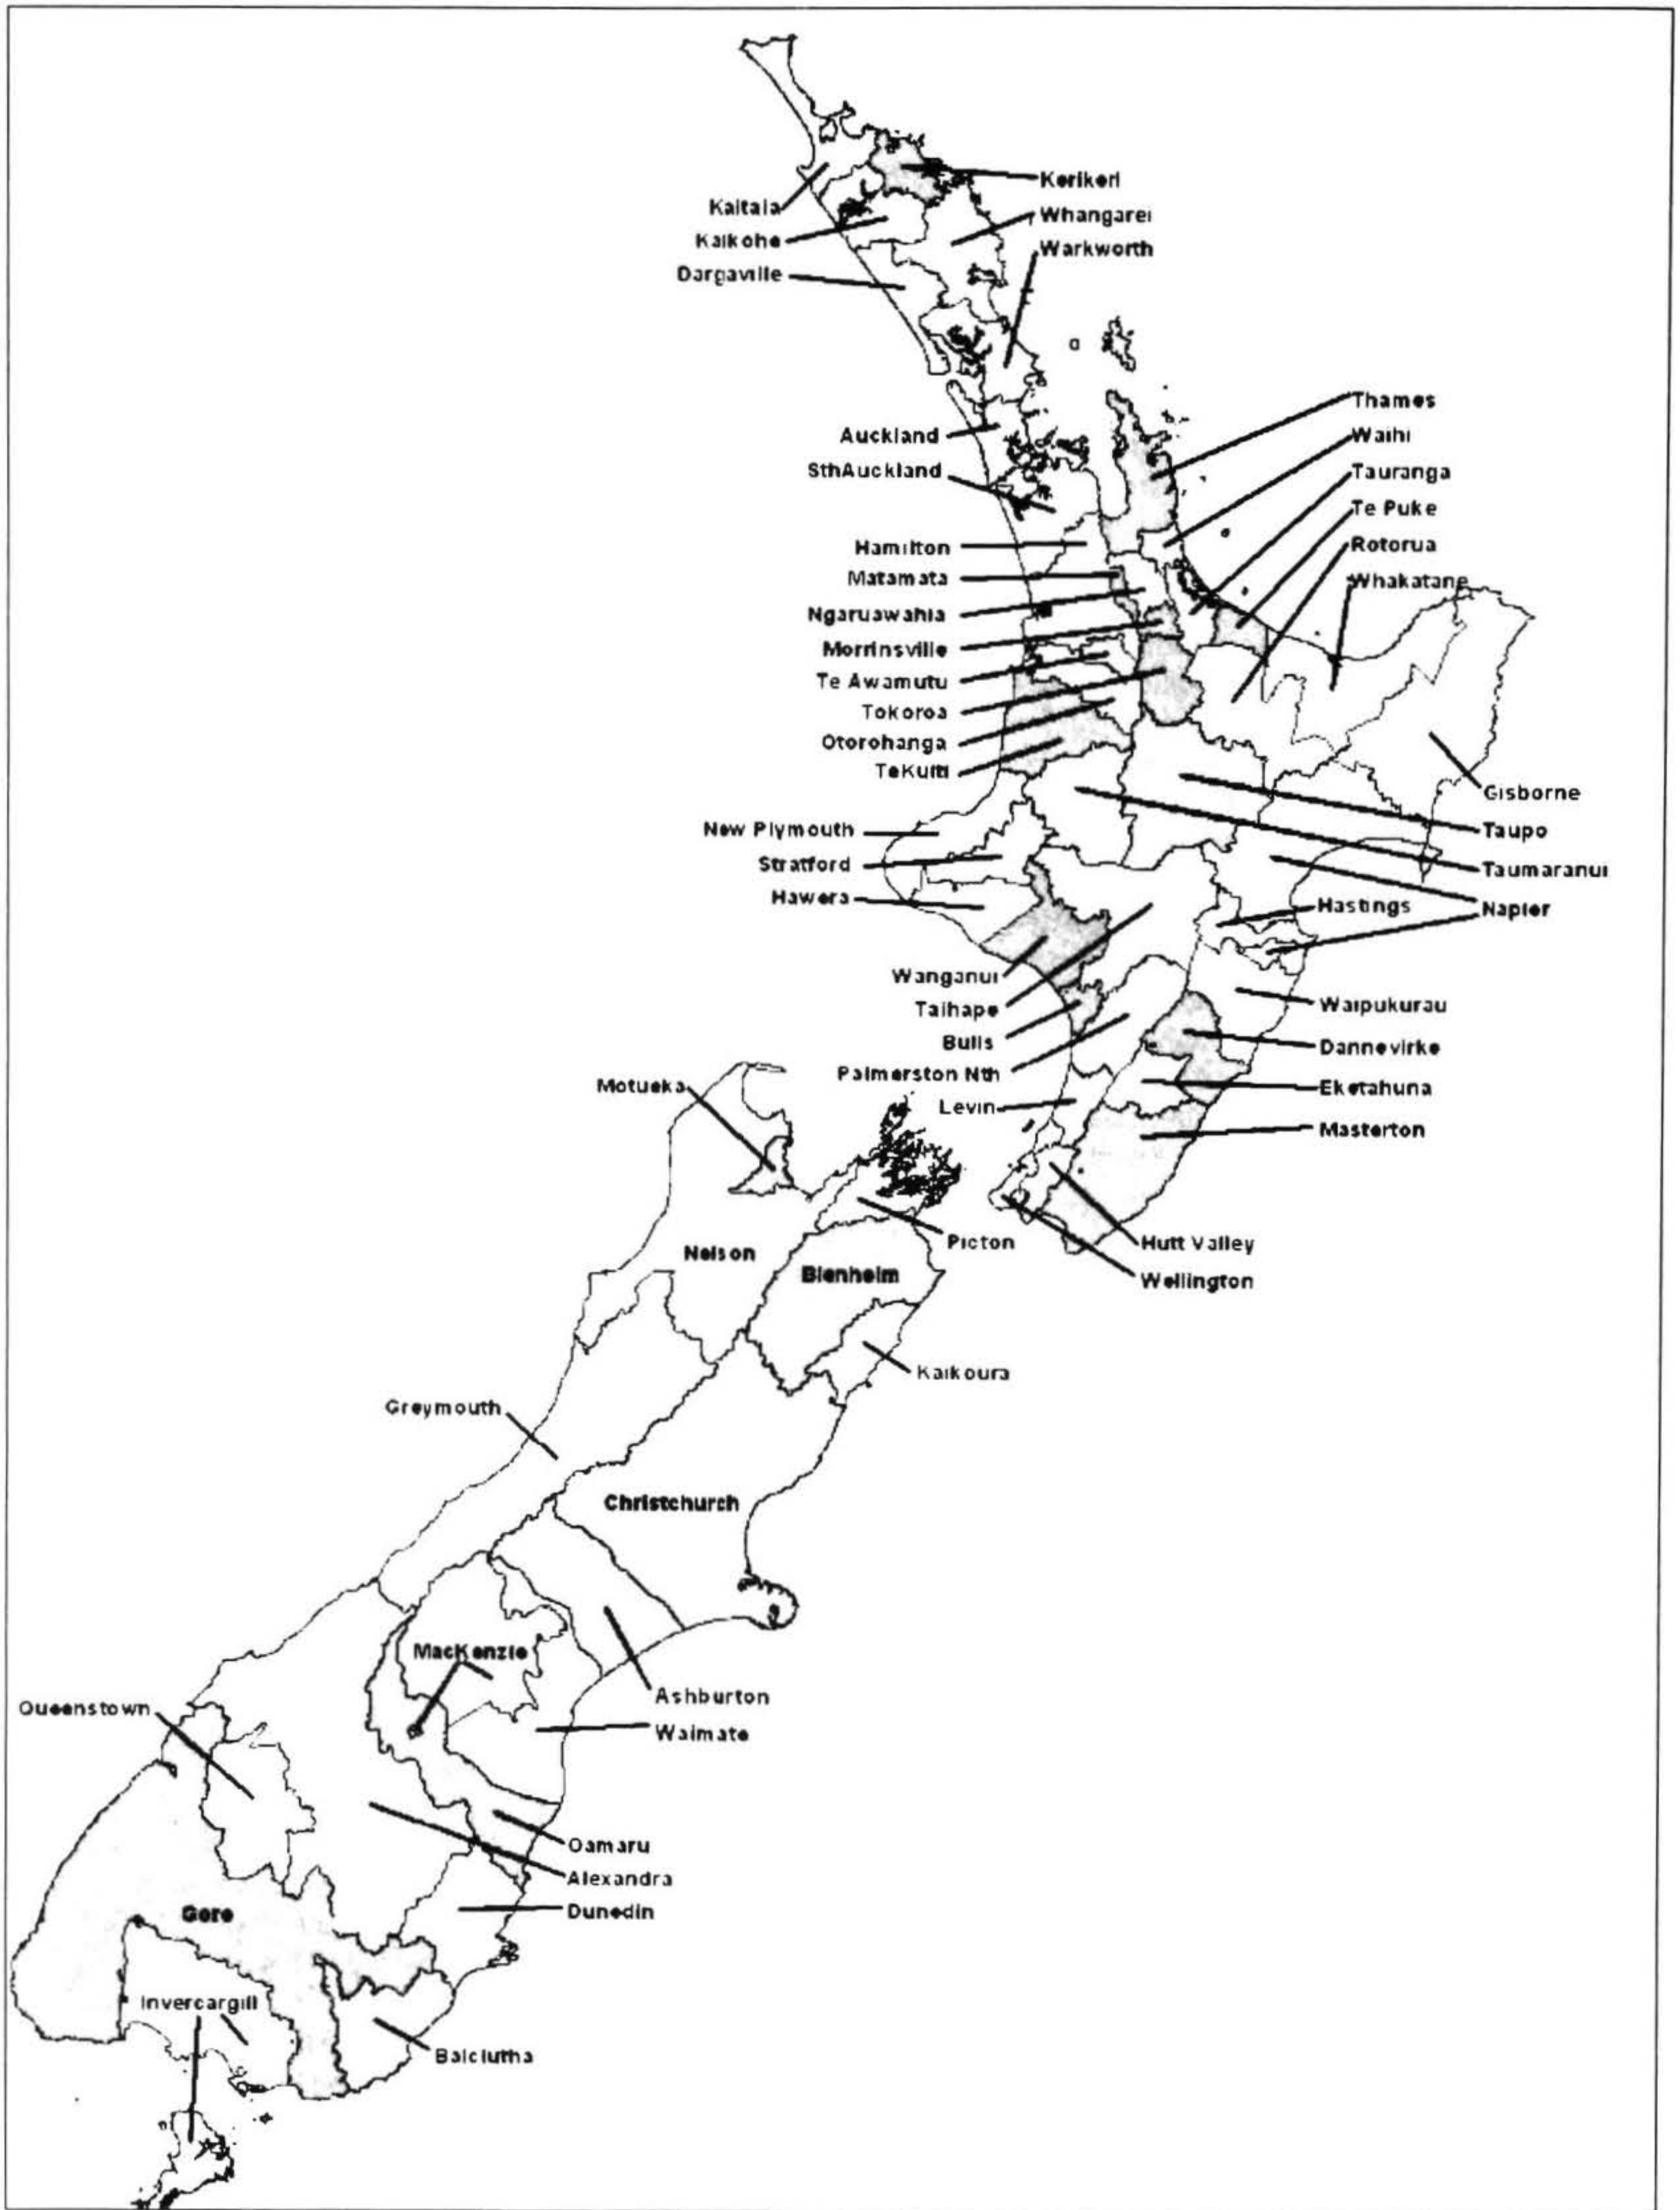 Kerikeri
Kaitaia
Whangarei
Kaikohe
Warkworth
Dargaville
Thames
Auckland
Waihi
SthAuckland
Tauranga
Te Puke
Hamilton
Rotorua
Matamata
Whakatane
Ngaruawahia
Morrinsville
Te Awamutu
Tokoroa
Otorohanga
TeKuiti
Gisborne
New Plymouth
Taupo
Stratford
Taumaranui
Hawera
Hastings
Napier
Wanganui
Taihape
Waipukurau
Bulls
Dannevirke
Palmerston Nth
Motueka
Eketahuna
Levin
Masterton
Picton
Hutt Valley
Nelson
Blenheim
Wellington
Kaikoura
Greymouth
Christchurch
MacKenzie
Ashburton
Queenstown
Waimate
Oamaru
Alexandra
Dunedin
Gore
Invercargill
Balclutha